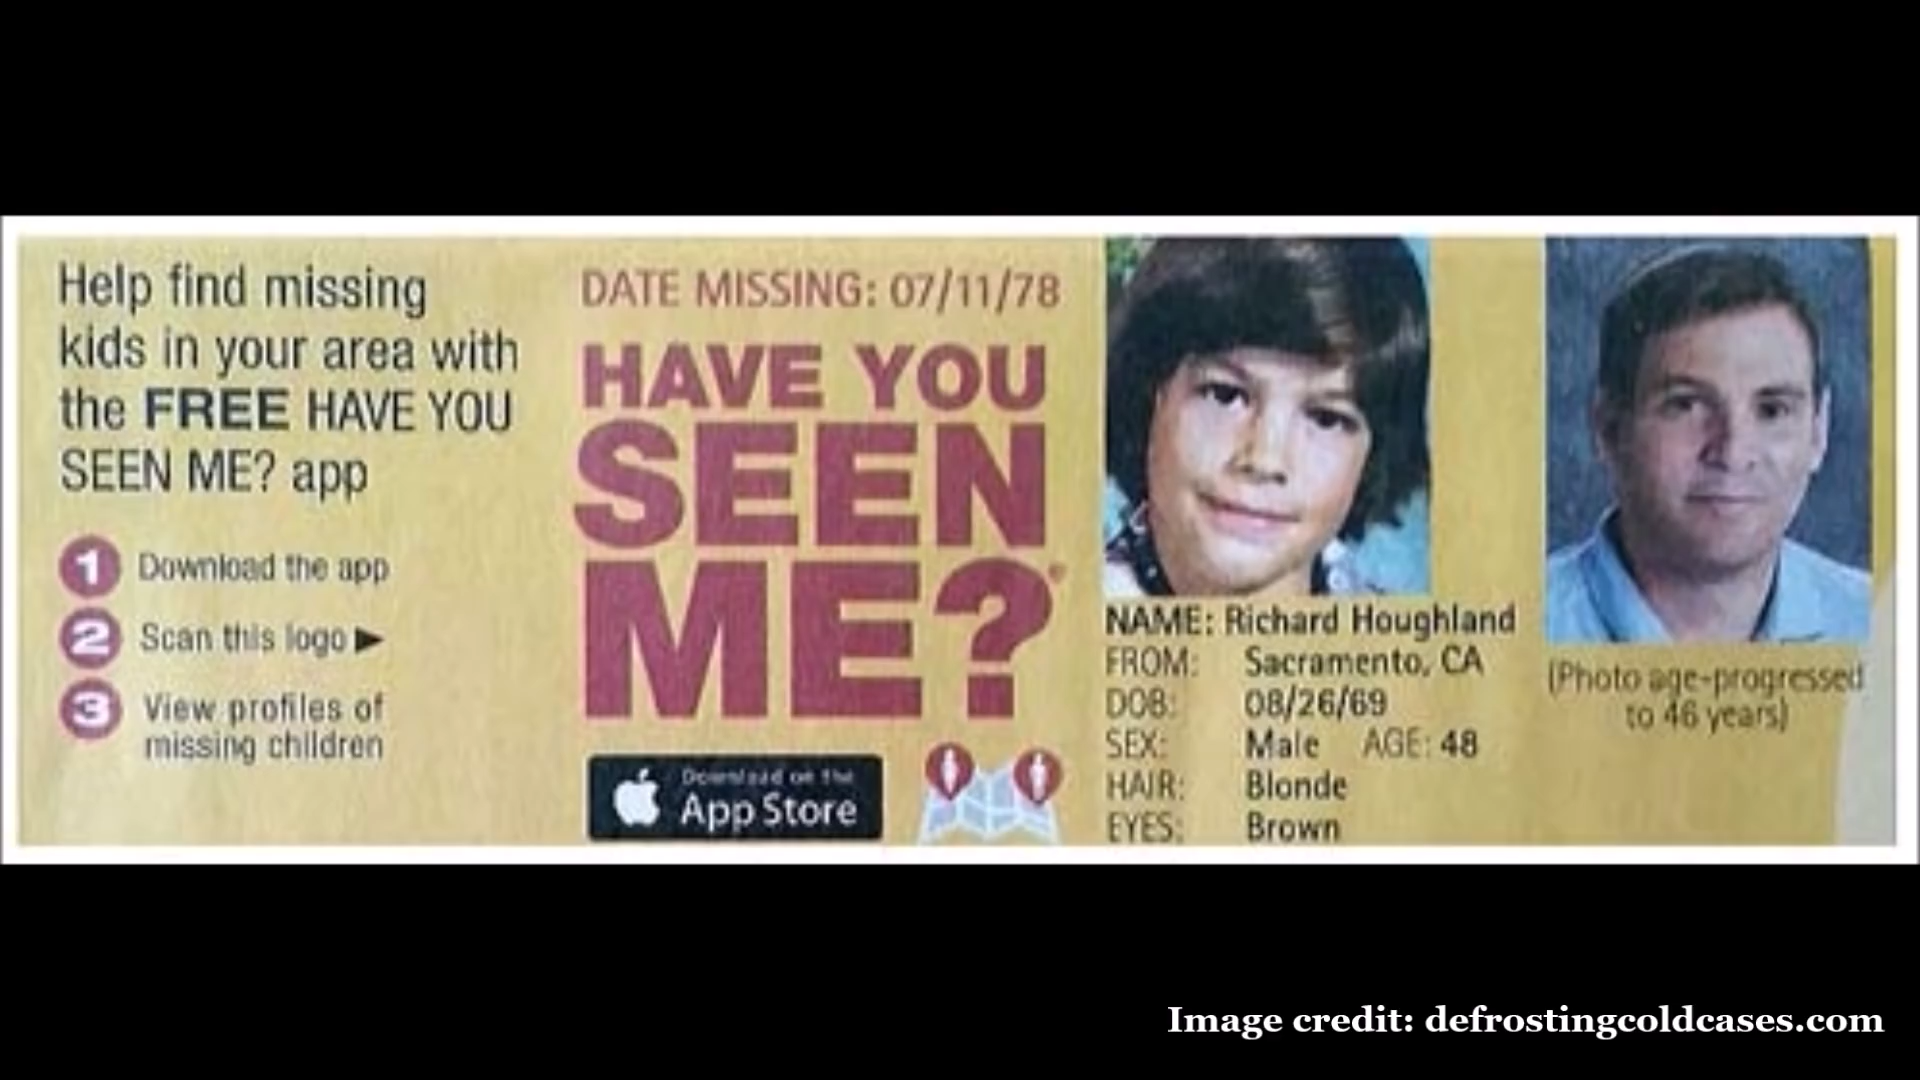 Help find missing
kids in your area with
the FREE HAVE YOU
SEEN ME? app
1 Download the app
2 Scan this logo ▶
3 View profiles of
missing children
DATE MISSING: 07/11/78
HAVE YOU
SEEN
ME?®
Download on the
App Store
NAME: Richard Houghland
FROM: Sacramento, CA
DOB: 08/26/69
SEX: Male AGE: 48
HAIR: Blonde
EYES: Brown
(Photo age-progressed
to 46 years)
Image credit: defrostingcoldcases.com